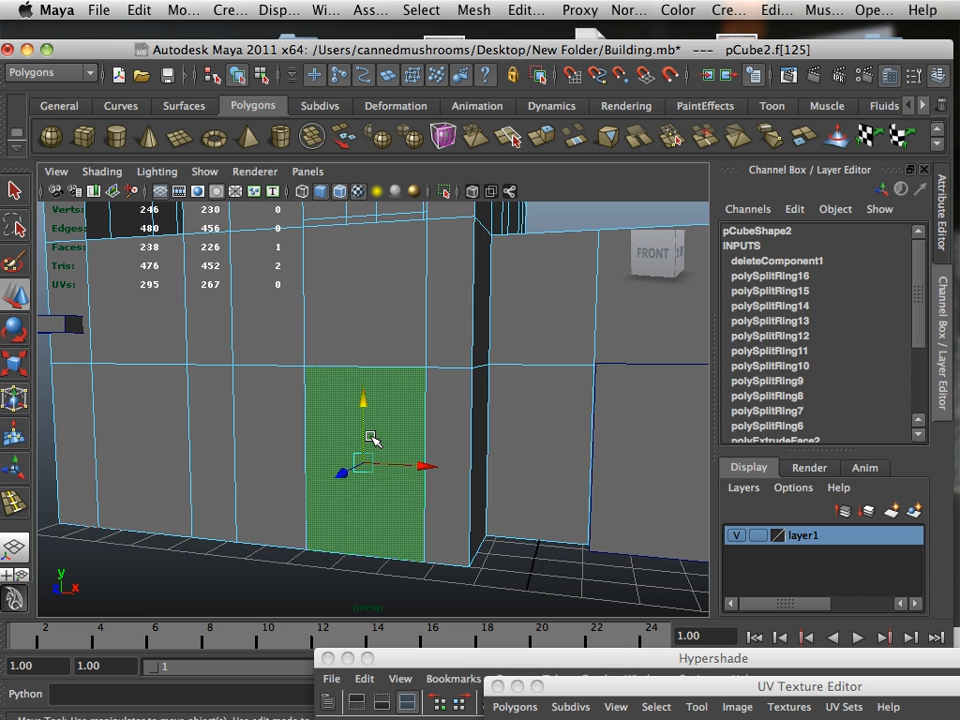 Maya File Edit Mo... Cre... Disp... Wi... Ass... Select Mesh Edit... Proxy Nor... Color Cre... Edi... Mus... Ope... Help
Autodesk Maya 2011 x64: /Users/cannedmushrooms/Desktop/New Folder/Building.mb* --- pCube2.f[125]
Polygons
General Curves Surfaces Polygons Subdivs Deformation Animation Dynamics Rendering PaintEffects Toon Muscle Fluids
View Shading Lighting Show Renderer Panels
Channel Box / Layer Editor
Channels Edit Object Show
Verts: 246 230 0
Edges: 480 456 0
Faces: 238 226 1
Tris: 476 452 2
UVs: 295 267 0
FRONT
pCubeShape2
INPUTS
deleteComponent1
polySplitRing16
polySplitRing15
polySplitRing14
polySplitRing13
polySplitRing12
polySplitRing11
polySplitRing10
polySplitRing9
polySplitRing8
polySplitRing7
polySplitRing6
polyExtrudeFace2
Attribute Editor
Channel Box / Layer Editor
Display Render Anim
Layers Options Help
V layer1
y
x
persp
2 4 6 8 10 12 14 16 18 20 22 24
1.00
1.00 1.00 1
Python
Hypershade
File Edit View Bookmarks
UV Texture Editor
Polygons Subdivs View Select Tool Image Textures UV Sets Help